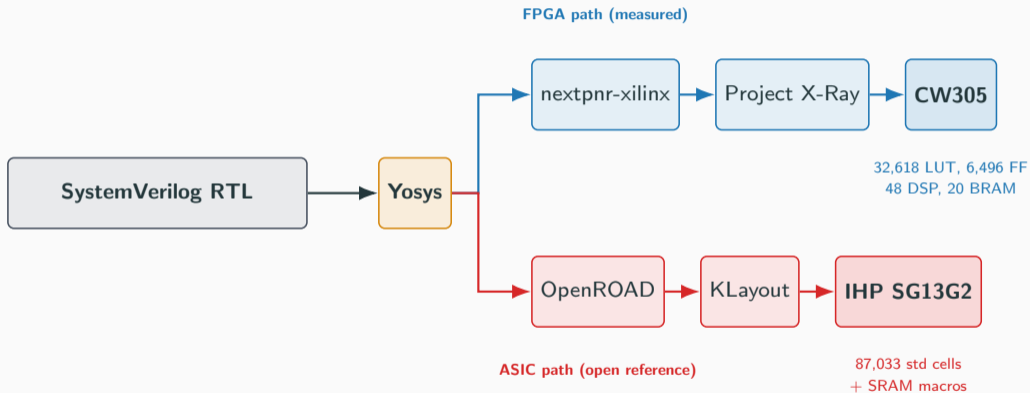 FPGA path (measured)
nextpnr-xilinx
Project X-Ray
CW305
32,618 LUT, 6,496 FF
48 DSP, 20 BRAM
SystemVerilog RTL
Yosys
OpenROAD
KLayout
IHP SG13G2
ASIC path (open reference)
87,033 std cells
+ SRAM macros